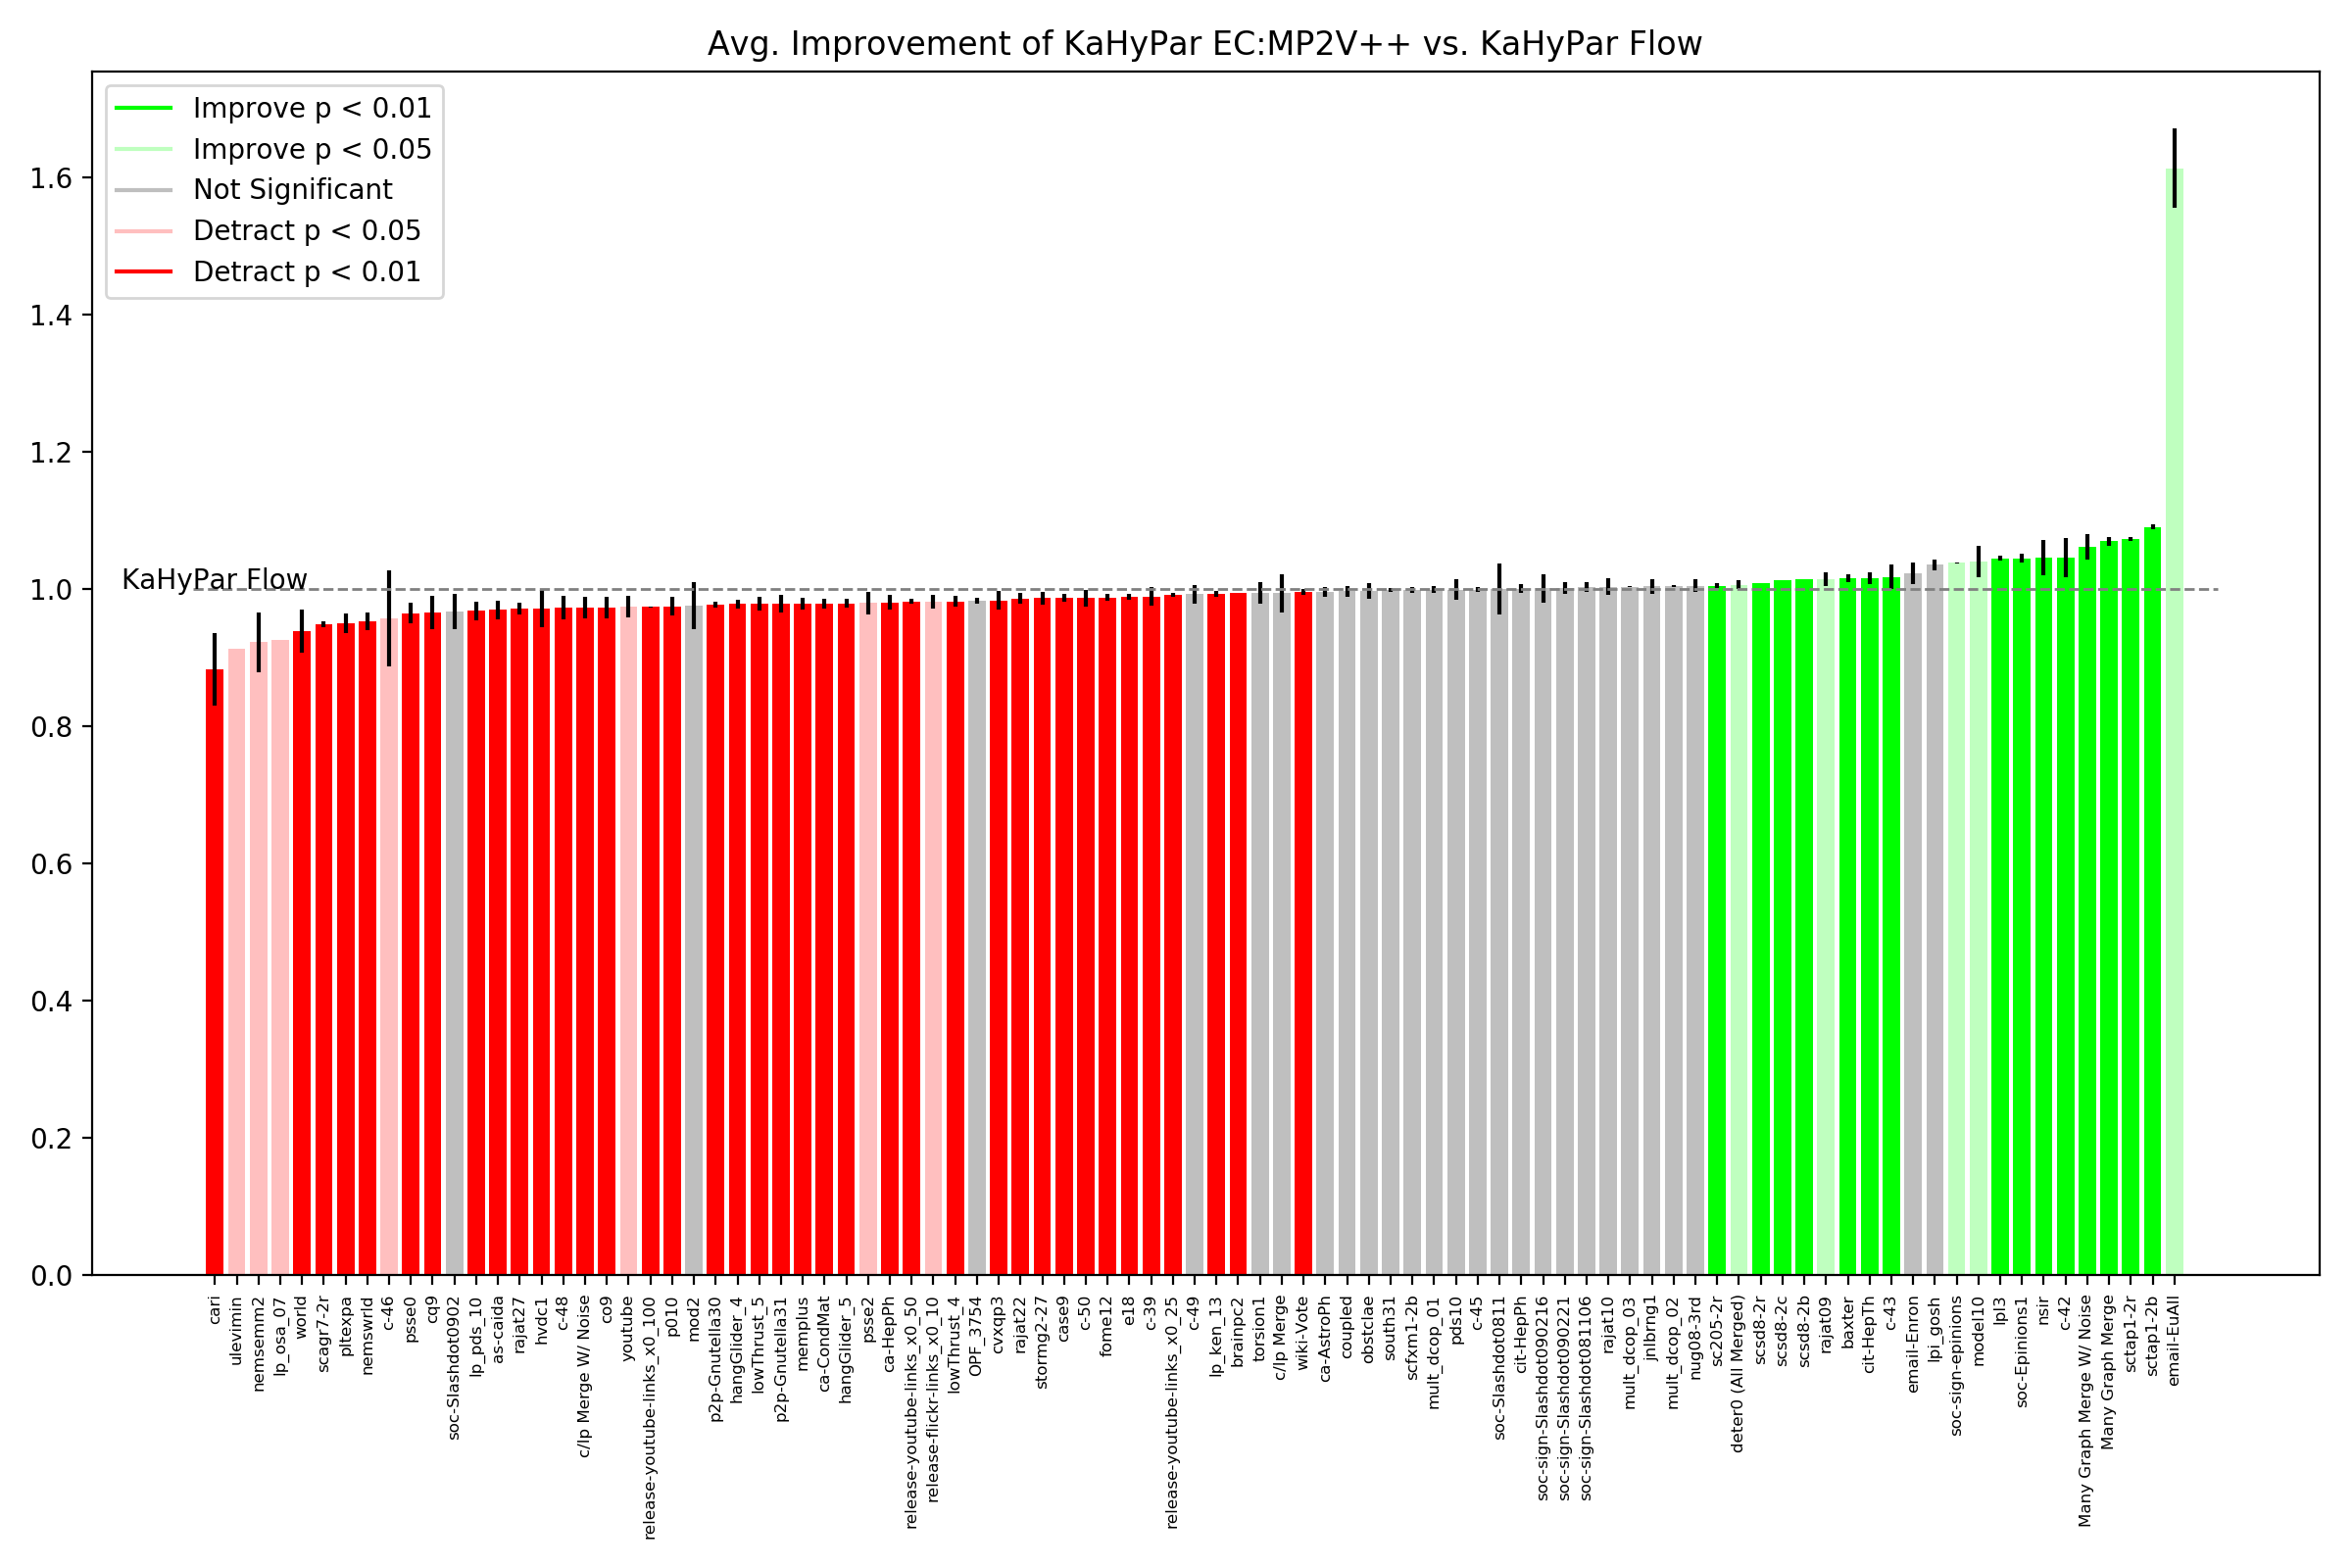 Avg. Improvement of KaHyPar EC:MP2V++ vs. KaHyPar Flow
Improve p < 0.01
Improve p < 0.05
Not Significant
Detract p < 0.05
Detract p < 0.01
1.6
1.4
1.2
1.0
0.8
0.6
0.4
0.2
0.0
KaHyPar Flow
cari
ulevimin
nemsemm2
lp_osa_07
world
scagr7-2r
pltexpa
nemswrld
c-46
psse0
cq9
soc-Slashdot0902
lp_pds_10
as-caida
rajat27
hvdc1
c-48
c/lp Merge W/ Noise
co9
youtube
release-youtube-links_x0_100
p010
mod2
p2p-Gnutella30
hangGlider_4
lowThrust_5
p2p-Gnutella31
memplus
ca-CondMat
hangGlider_5
psse2
ca-HepPh
release-youtube-links_x0_50
release-flickr-links_x0_10
lowThrust_4
OPF_3754
cvxqp3
rajat22
stormg2-27
case9
c-50
fome12
e18
c-39
release-youtube-links_x0_25
c-49
lp_ken_13
brainpc2
torsion1
c/lp Merge
wiki-Vote
ca-AstroPh
coupled
obstclae
south31
scfxm1-2b
mult_dcop_01
pds10
c-45
soc-Slashdot0811
cit-HepPh
soc-sign-Slashdot090216
soc-sign-Slashdot090221
soc-sign-Slashdot081106
rajat10
mult_dcop_03
jnlbrng1
mult_dcop_02
nug08-3rd
sc205-2r
deter0 (All Merged)
scsd8-2r
scsd8-2c
scsd8-2b
rajat09
baxter
cit-HepTh
c-43
email-Enron
lpi_gosh
soc-sign-epinions
model10
lpl3
soc-Epinions1
nsir
c-42
Many Graph Merge W/ Noise
Many Graph Merge
sctap1-2r
sctap1-2b
email-EuAll